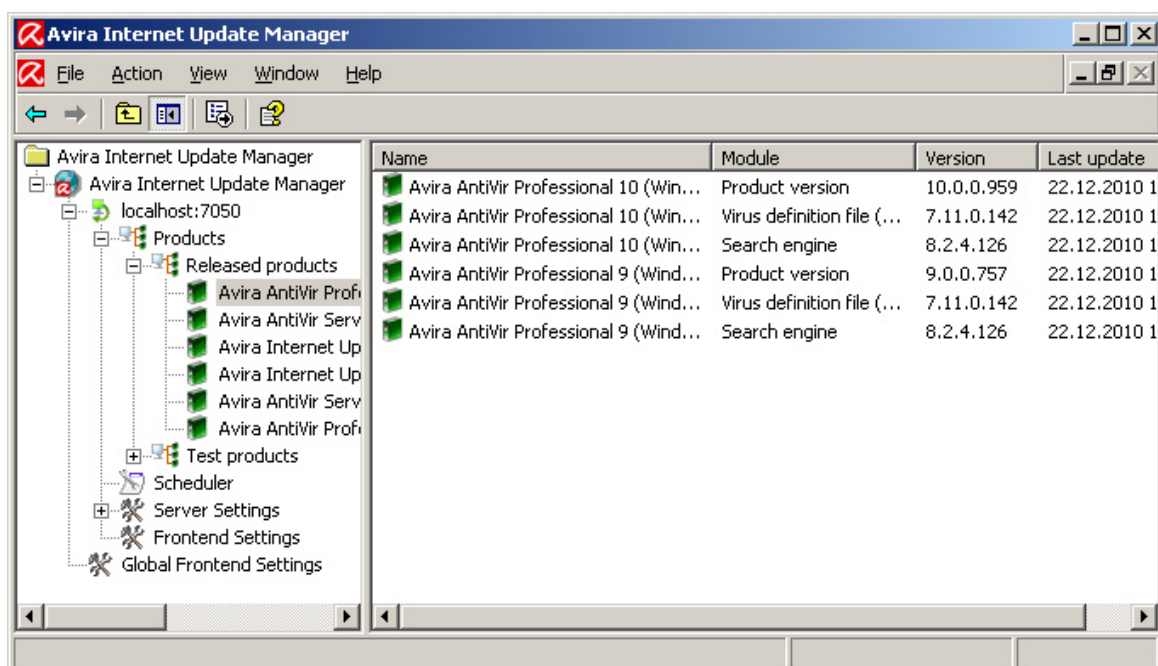 Avira Internet Update Manager
File Action View Window Help
Avira Internet Update Manager
Avira Internet Update Manager
localhost:7050
Products
Released products
Avira AntiVir Prof
Avira AntiVir Serv
Avira Internet Up
Avira Internet Up
Avira AntiVir Serv
Avira AntiVir Prof
Test products
Scheduler
Server Settings
Frontend Settings
Global Frontend Settings
Name Module Version Last update
Avira AntiVir Professional 10 (Win... Product version 10.0.0.959 22.12.2010 1
Avira AntiVir Professional 10 (Win... Virus definition file (... 7.11.0.142 22.12.2010 1
Avira AntiVir Professional 10 (Win... Search engine 8.2.4.126 22.12.2010 1
Avira AntiVir Professional 9 (Wind... Product version 9.0.0.757 22.12.2010 1
Avira AntiVir Professional 9 (Wind... Virus definition file (... 7.11.0.142 22.12.2010 1
Avira AntiVir Professional 9 (Wind... Search engine 8.2.4.126 22.12.2010 1